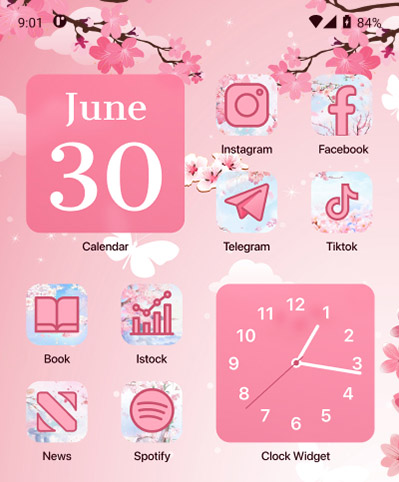 9:01
84%
June
30
Calendar
Instagram
Facebook
Telegram
Tiktok
Book
Istock
News
Spotify
12
1
2
3
4
5
6
7
8
9
10
11
Clock Widget